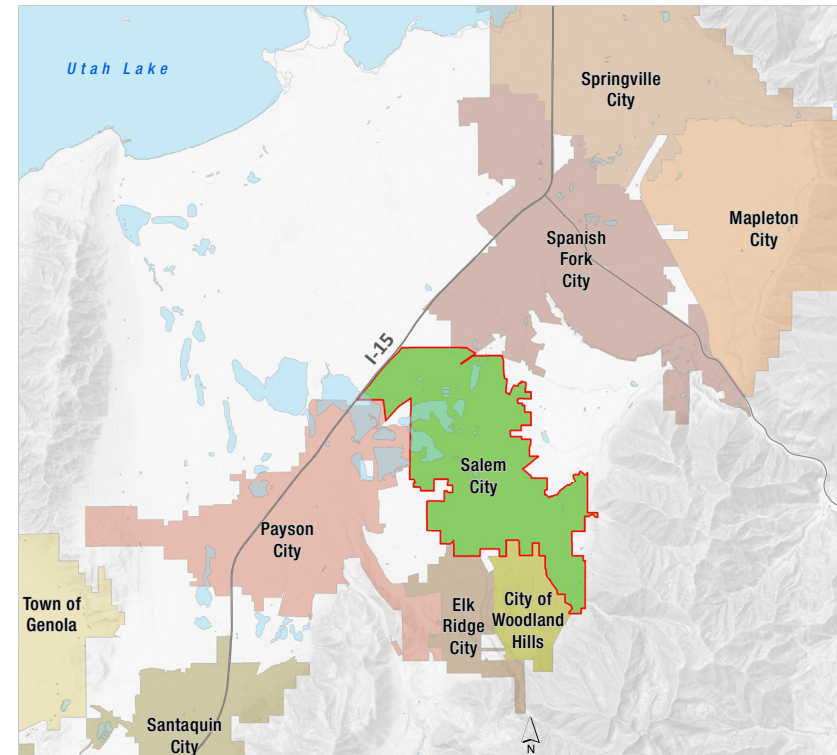 Utah Lake
Springville
City
Mapleton
City
Spanish
Fork
City
I-15
Salem
City
Payson
City
Town of
Genola
Elk
Ridge
City
City of
Woodland
Hills
Santaquin
City
N